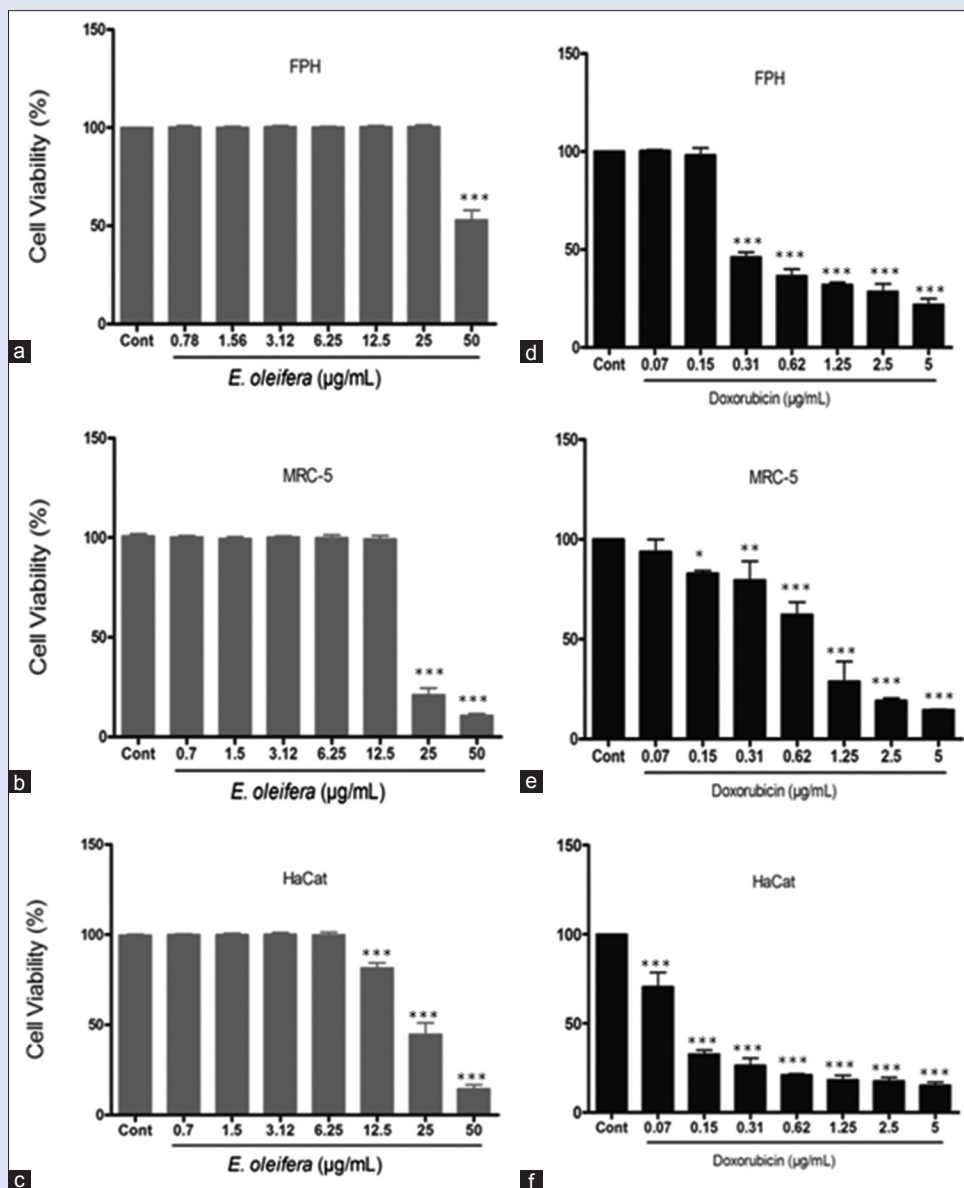 150
FPH
100
50
0
Cell Viability (%)
***
Cont 0.78 1.56 3.12 6.25 12.5 25 50
E. oleifera (µg/mL)
a
150
FPH
100
50
0
*** *** *** *** ***
Cont 0.07 0.15 0.31 0.62 1.25 2.5 5
Doxorubicin (µg/mL)
d
150
MRC-5
100
50
0
Cell Viability (%)
*** ***
Cont 0.7 1.5 3.12 6.25 12.5 25 50
E. oleifera (µg/mL)
b
150
MRC-5
100
50
0
* ** *** *** *** ***
Cont 0.07 0.15 0.31 0.62 1.25 2.5 5
Doxorubicin (µg/mL)
e
150
HaCat
100
50
0
Cell Viability (%)
*** *** ***
Cont 0.7 1.5 3.12 6.25 12.5 25 50
E. oleifera (µg/mL)
c
150
HaCat
100
50
0
*** *** *** *** *** *** ***
Cont 0.07 0.15 0.31 0.62 1.25 2.5 5
Doxorubicin (µg/mL)
f